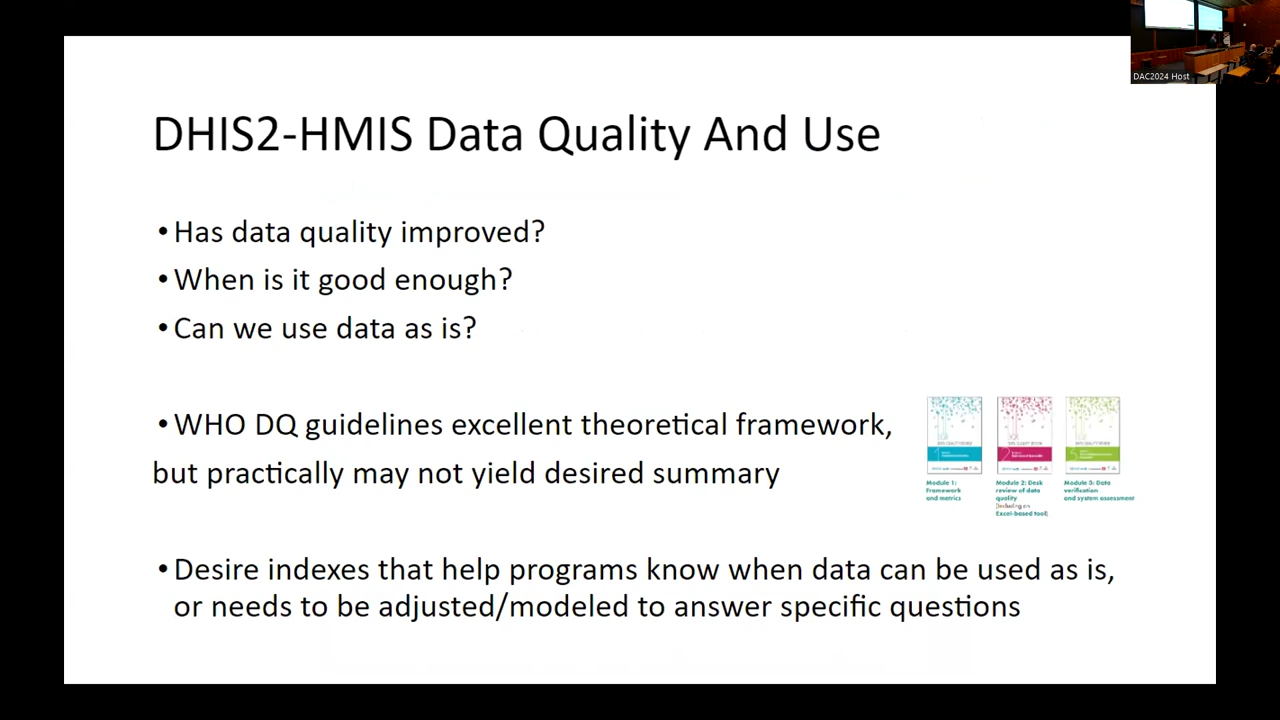 DAC2024 Host
DHIS2-HMIS Data Quality And Use
•Has data quality improved?
•When is it good enough?
•Can we use data as is?
•WHO DQ guidelines excellent theoretical framework,
but practically may not yield desired summary
1
2
3
Module 1:
Framework
and metrics
Module 2: Desk
review of data
quality
(including an
Excel-based tool)
Module 3: Data
verification
and system assessment
•Desire indexes that help programs know when data can be used as is,
or needs to be adjusted/modeled to answer specific questions